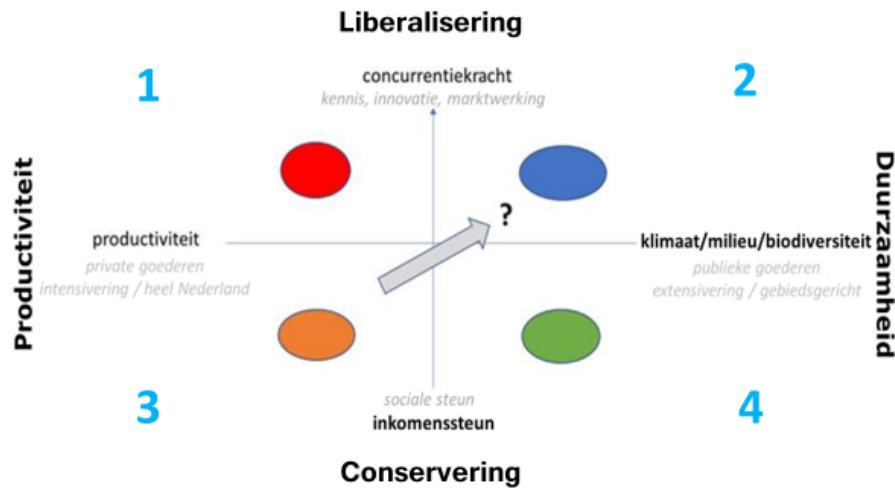 Liberalisering
1
concurrentiekracht
2
kennis, innovatie, marktwerking
Productiviteit
Duurzaamheid
?
productiviteit
klimaat/milieu/biodiversiteit
private goederen
publieke goederen
intensivering / heel Nederland
extensivering / gebiedsgericht
3
sociale steun
4
inkomenssteun
Conservering